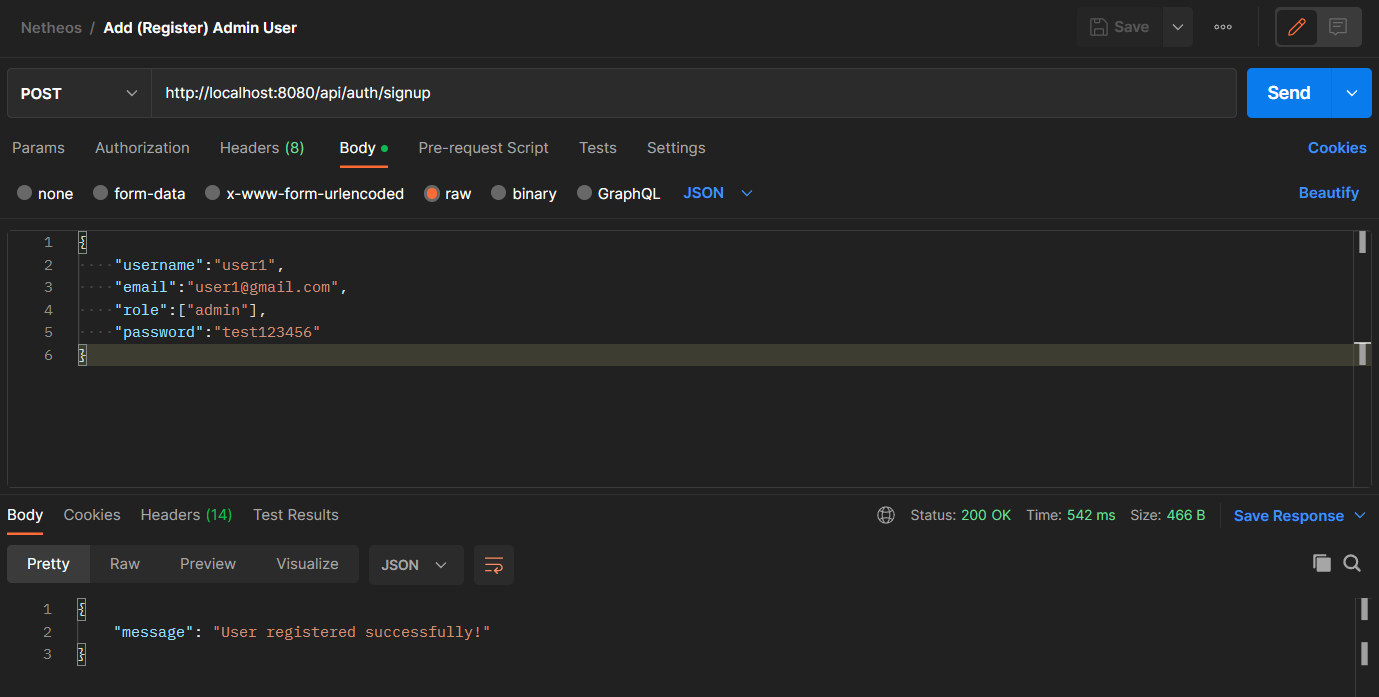 Netheos / Add (Register) Admin User Save
POST http://localhost:8080/api/auth/signup Send
Params Authorization Headers (8) Body Pre-request Script Tests Settings Cookies
none form-data x-www-form-urlencoded raw binary GraphQL JSON Beautify
1 {
2 ····"username":"user1",
3 ····"email":"user1@gmail.com",
4 ····"role":["admin"],
5 ····"password":"test123456"
6 }
Body Cookies Headers (14) Test Results Status: 200 OK Time: 542 ms Size: 466 B Save Response
Pretty Raw Preview Visualize JSON
1 {
2 "message": "User registered successfully!"
3 }